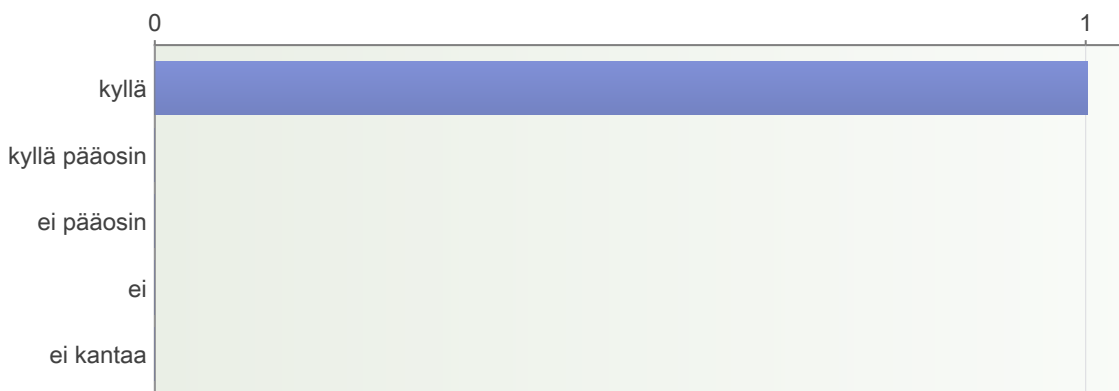 0 1
kyllä
kyllä pääosin
ei pääosin
ei
ei kantaa